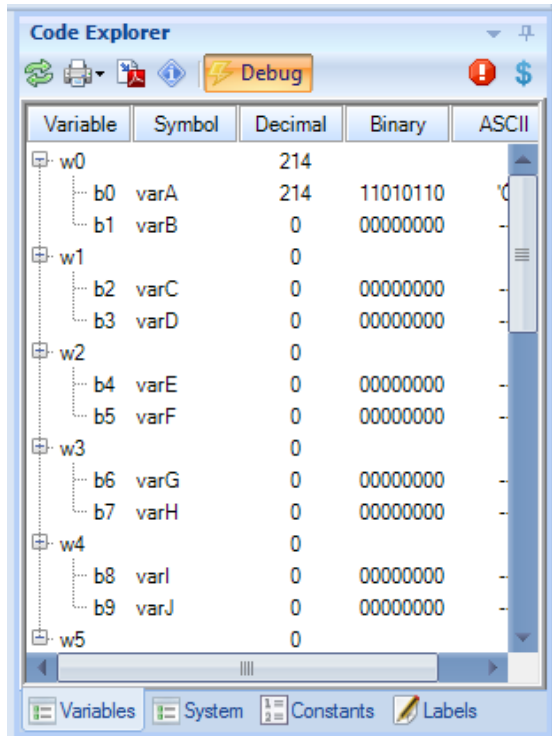 Code Explorer
Debug $
Variable Symbol Decimal Binary ASCII
w0 214
b0 varA 214 11010110
b1 varB 0 00000000
w1 0
b2 varC 0 00000000
b3 varD 0 00000000
w2 0
b4 varE 0 00000000
b5 varF 0 00000000
w3 0
b6 varG 0 00000000
b7 varH 0 00000000
w4 0
b8 varI 0 00000000
b9 varJ 0 00000000
w5 0
Variables System Constants Labels